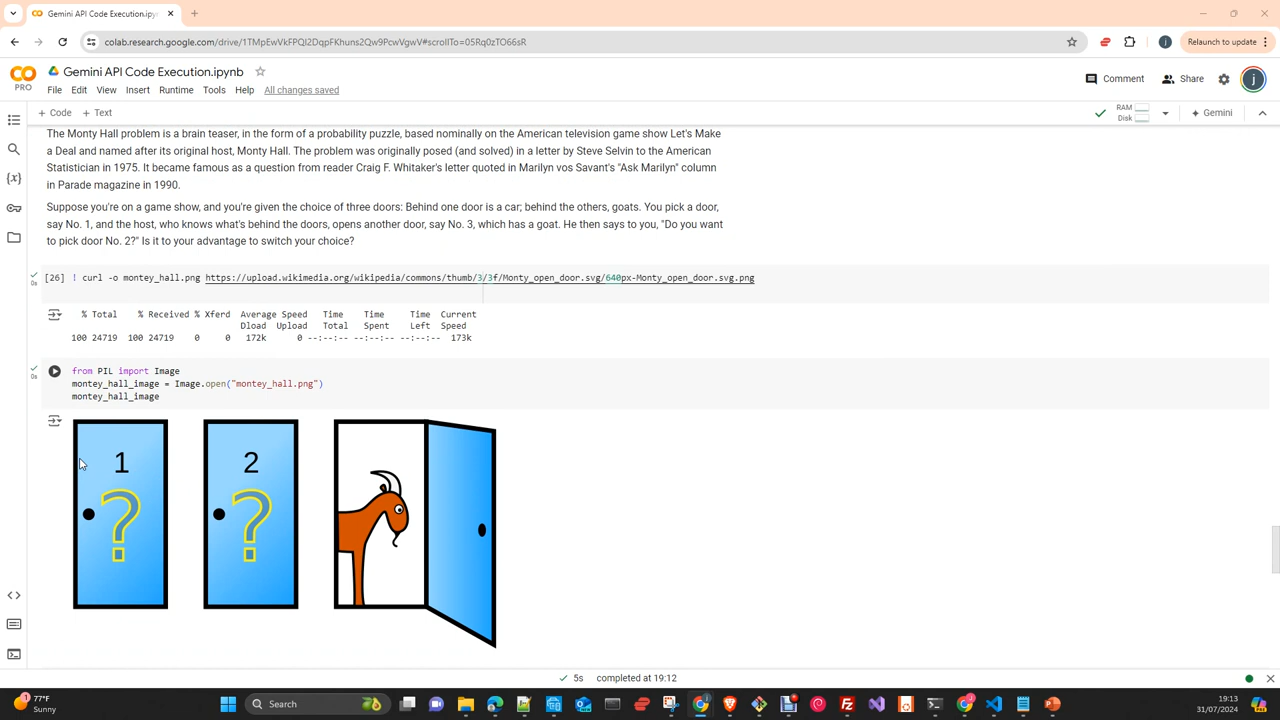 Gemini API Code Execution.ipyn
colab.research.google.com/drive/1TMpEwVkFPQl2DqpFKhuns2Qw9PcwVgwV#scrollTo=05Rq0zTO66sR
j
Relaunch to update
PRO
Gemini API Code Execution.ipynb
Comment
Share
j
File Edit View Insert Runtime Tools Help All changes saved
+ Code + Text
RAM
Disk
Gemini
The Monty Hall problem is a brain teaser, in the form of a probability puzzle, based nominally on the American television game show Let's Make
a Deal and named after its original host, Monty Hall. The problem was originally posed (and solved) in a letter by Steve Selvin to the American
Statistician in 1975. It became famous as a question from reader Craig F. Whitaker's letter quoted in Marilyn vos Savant's "Ask Marilyn" column
in Parade magazine in 1990.
Suppose you're on a game show, and you're given the choice of three doors: Behind one door is a car; behind the others, goats. You pick a door,
say No. 1, and the host, who knows what's behind the doors, opens another door, say No. 3, which has a goat. He then says to you, "Do you want
to pick door No. 2?" Is it to your advantage to switch your choice?
[26] ! curl -o montey_hall.png https://upload.wikimedia.org/wikipedia/commons/thumb/3/3f/Monty_open_door.svg/640px-Monty_open_door.svg.png
0s
% Total % Received % Xferd Average Speed Time Time Time Current
Dload Upload Total Spent Left Speed
100 24719 100 24719 0 0 172k 0 --:--:-- --:--:-- --:--:-- 173k
0s
from PIL import Image
montey_hall_image = Image.open("montey_hall.png")
montey_hall_image
1 2
? ?
5s completed at 19:12
1
77°F
Sunny
Search
19:13
31/07/2024